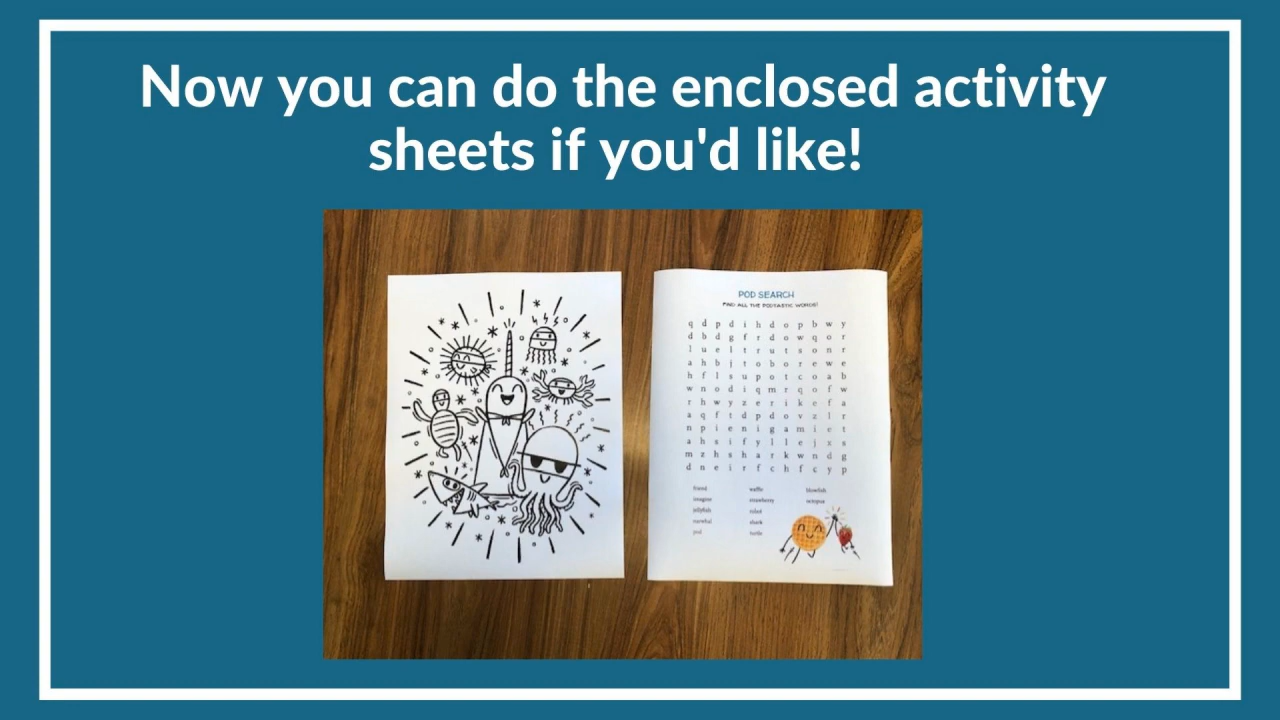 Now you can do the enclosed activity
sheets if you'd like!
POD SEARCH
FIND ALL THE PODTASTIC WORDS!
q d p d i h d o p b w y
d b d g f r d o w q o r
l u e l t r u t s o n r
a h b j t o b o r e w e
h f l s u p o t c o a b
w n o d i q m r q o f w
r h w y z e r i k e f a
a q f t d p d o v z l r
n p i e n i g a m i e t
a h s i f y l l e j x s
m z h s h a r k w n d g
d n e i r f c h f c y p
friend waffle blowfish
imagine strawberry octopus
jellyfish robot
narwhal shark
pod turtle